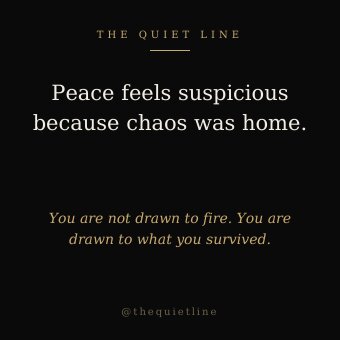 THE QUIET LINE
Peace feels suspicious
because chaos was home.
You are not drawn to fire. You are
drawn to what you survived.
@thequietline